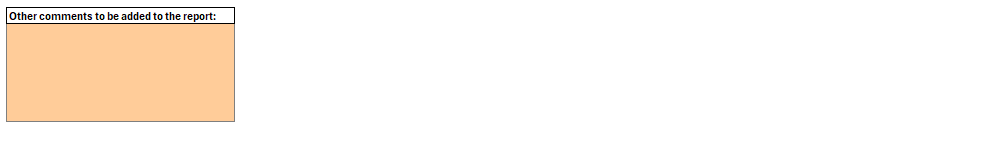 Other comments to be added to the report: